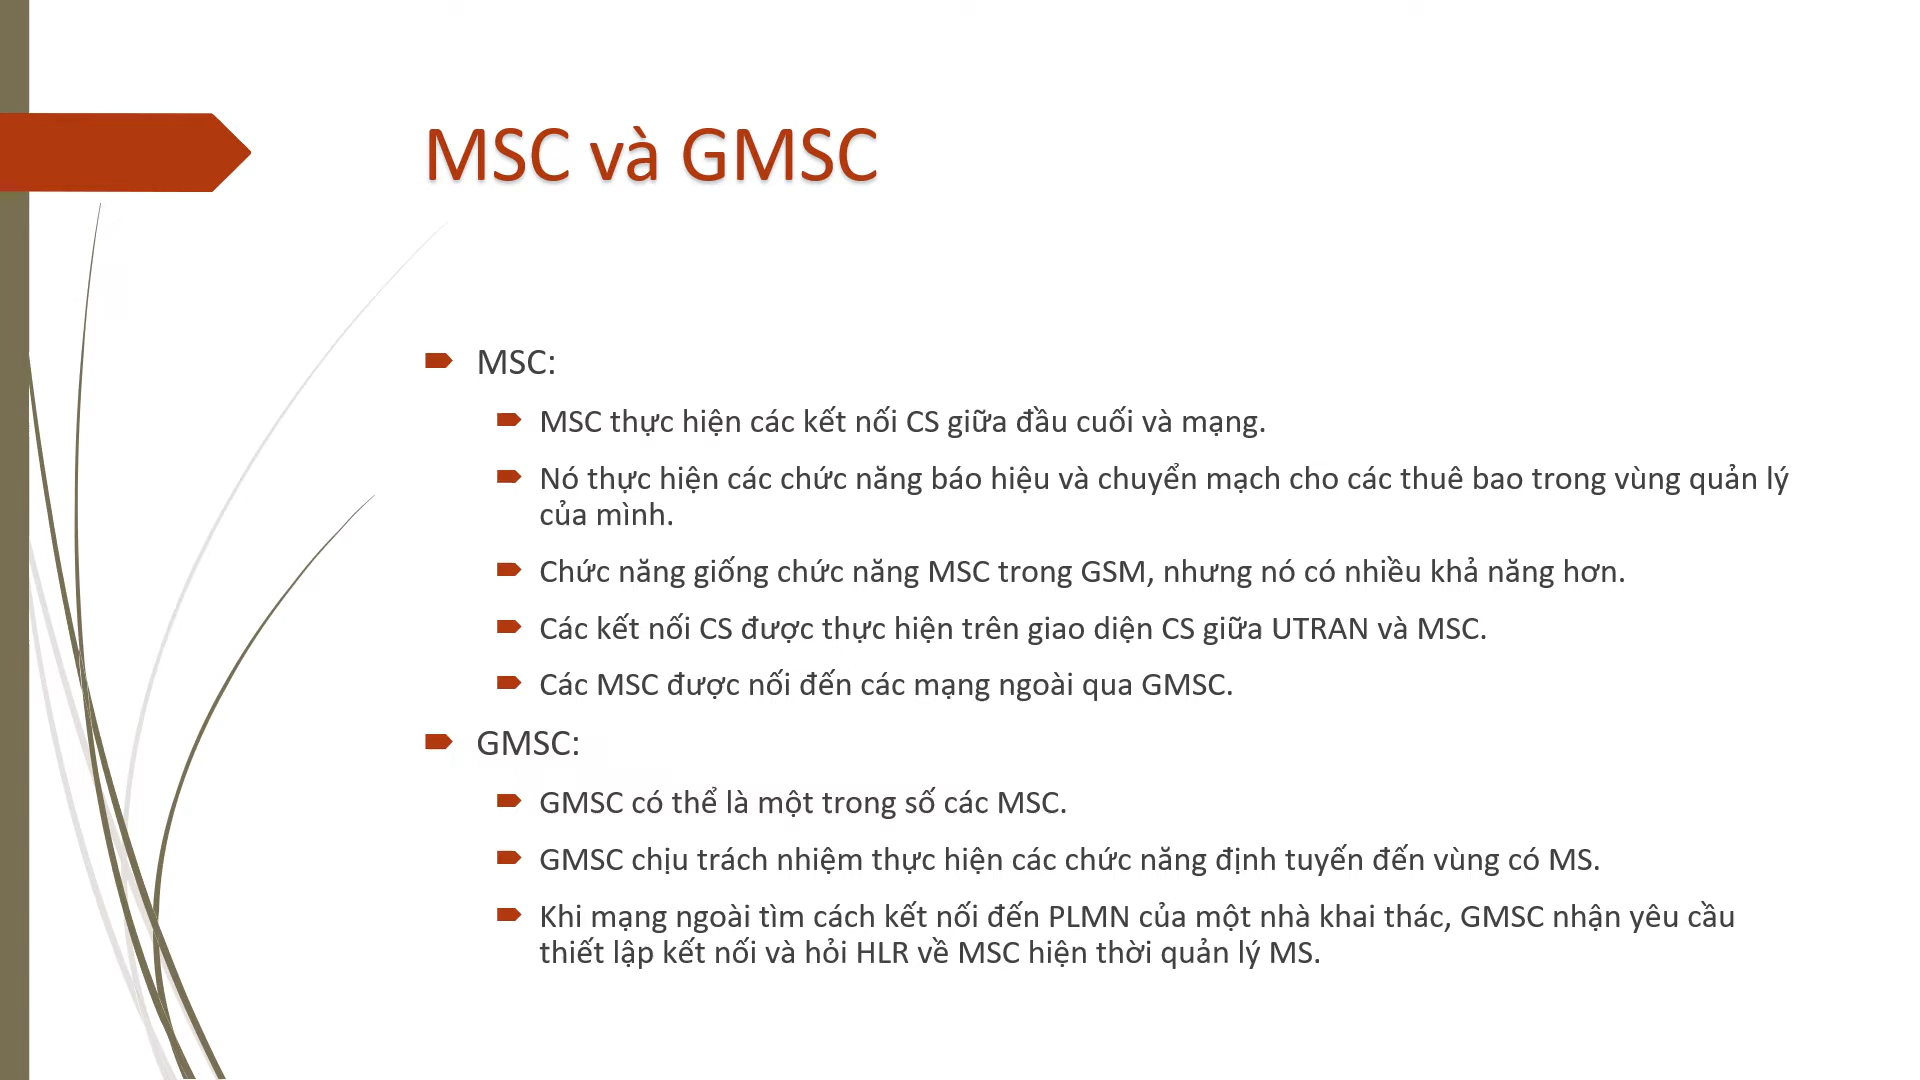 MSC và GMSC
MSC:
MSC thực hiện các kết nối CS giữa đầu cuối và mạng.
Nó thực hiện các chức năng báo hiệu và chuyển mạch cho các thuê bao trong vùng quản lý
của mình.
Chức năng giống chức năng MSC trong GSM, nhưng nó có nhiều khả năng hơn.
Các kết nối CS được thực hiện trên giao diện CS giữa UTRAN và MSC.
Các MSC được nối đến các mạng ngoài qua GMSC.
GMSC:
GMSC có thể là một trong số các MSC.
GMSC chịu trách nhiệm thực hiện các chức năng định tuyến đến vùng có MS.
Khi mạng ngoài tìm cách kết nối đến PLMN của một nhà khai thác, GMSC nhận yêu cầu
thiết lập kết nối và hỏi HLR về MSC hiện thời quản lý MS.